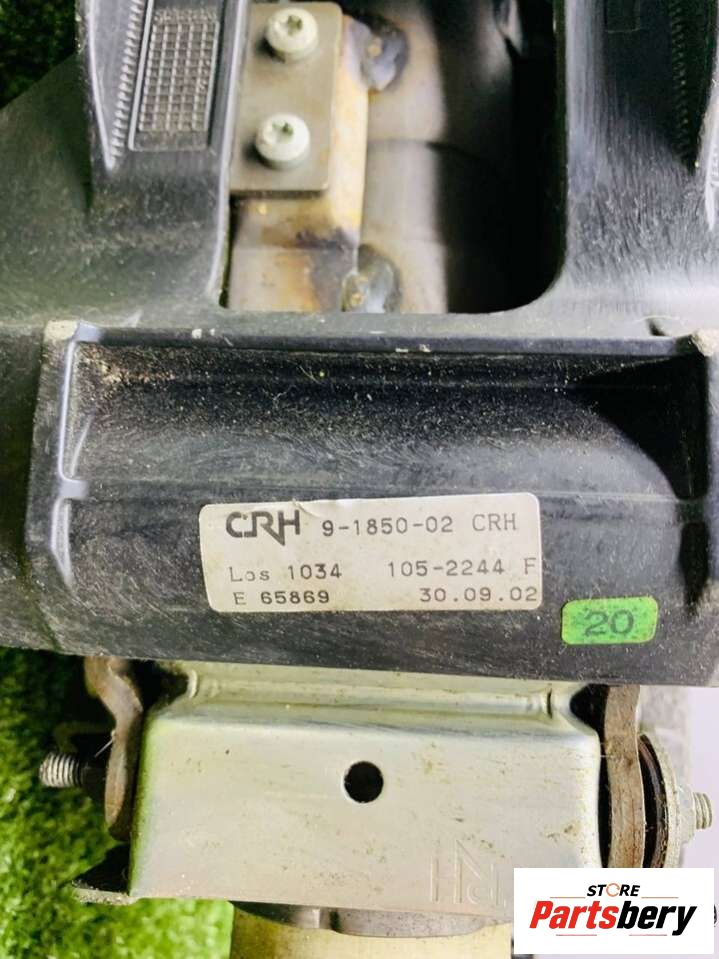 CRH 9-1850-02 CRH
Los 1034 105-2244 F
E 65869 30.09.02
20
STORE
Partsbery